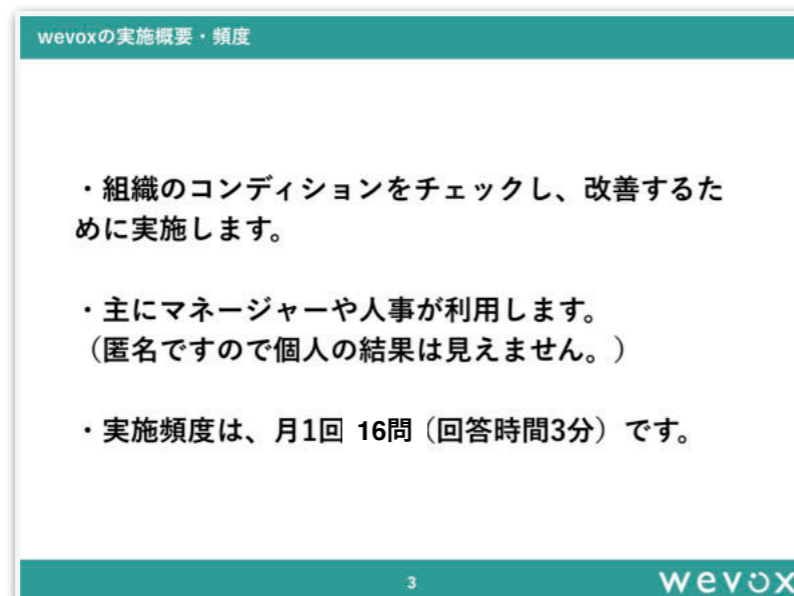 wevoxの実施概要・頻度
・組織のコンディションをチェックし、改善するた
めに実施します。
・主にマネージャーや人事が利用します。
（匿名ですので個人の結果は見えません。）
・実施頻度は、月1回 16問（回答時間3分）です。
3
wevox